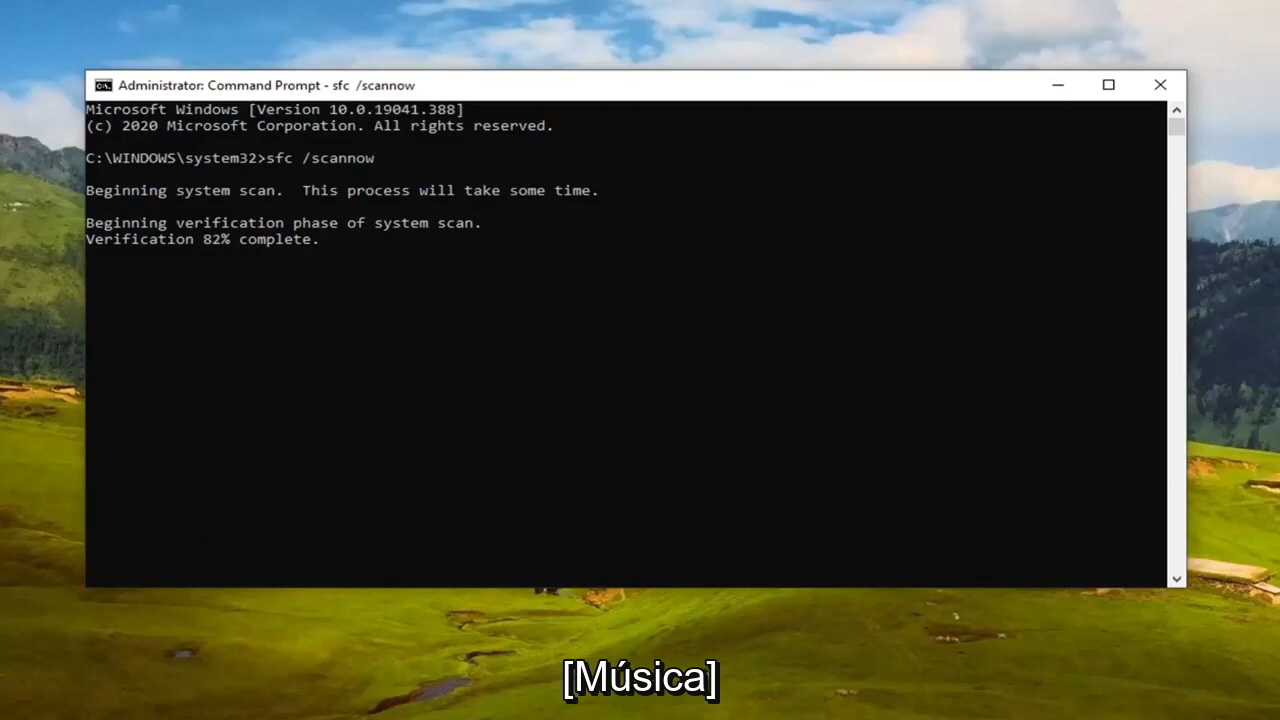 Administrator: Command Prompt - sfc  /scannow
Microsoft Windows [Version 10.0.19041.388]
(c) 2020 Microsoft Corporation. All rights reserved.
C:\WINDOWS\system32>sfc /scannow
Beginning system scan.  This process will take some time.
Beginning verification phase of system scan.
Verification 82% complete.
[Música]